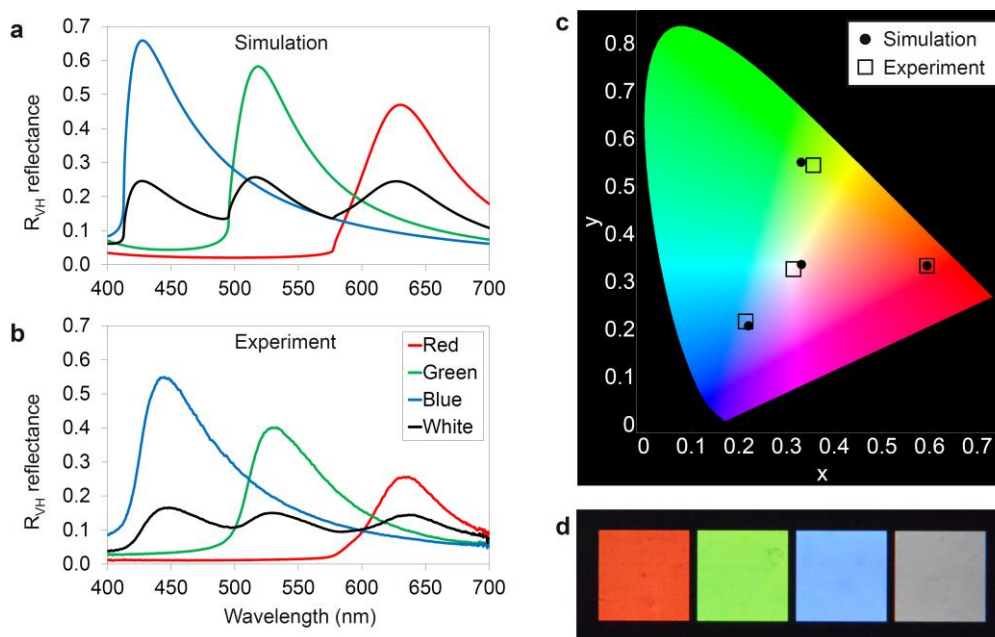 a
Simulation
R_VH reflectance
0.7
0.6
0.5
0.4
0.3
0.2
0.1
0.0
400 450 500 550 600 650 700
b
Experiment
Red
Green
Blue
White
R_VH reflectance
0.7
0.6
0.5
0.4
0.3
0.2
0.1
0.0
400 450 500 550 600 650 700
Wavelength (nm)
c
Simulation
Experiment
y
0.8
0.7
0.6
0.5
0.4
0.3
0.2
0.1
0
0 0.1 0.2 0.3 0.4 0.5 0.6 0.7
x
d